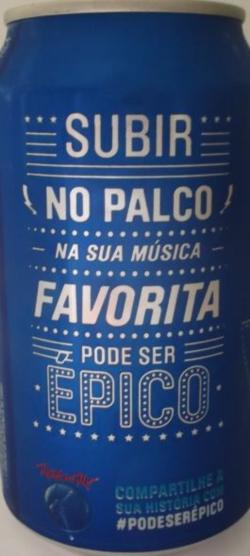 SUBIR
NO PALCO
NA SUA MÚSICA
FAVORITA
O PODE SER
ÉPICO
COMPARTILHE A
SUA HISTÓRIA COM
#PODESERÉPICO